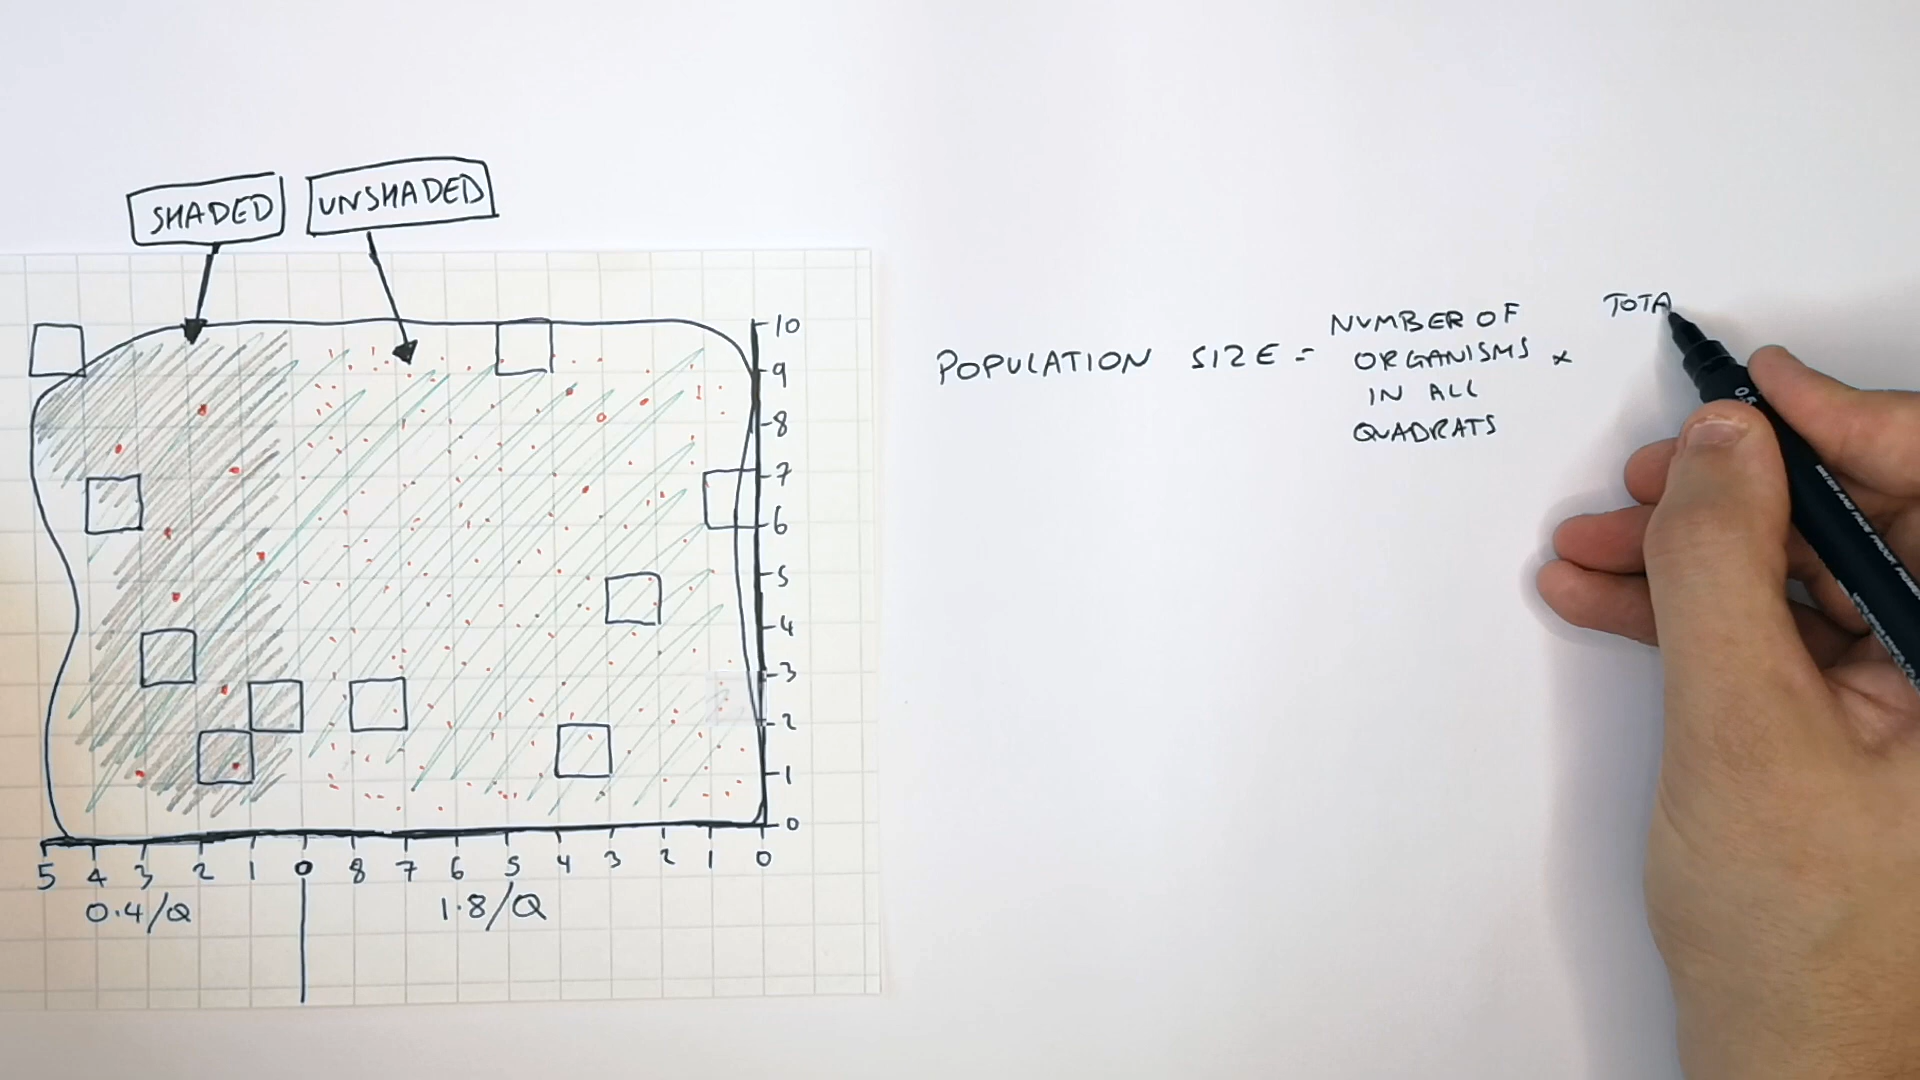 SHADED
UNSHADED
10
9
8
7
6
5
4
3
2
1
0
5 4 3 2 1 0 8 7 6 5 4 3 2 1 0
0.4/Q
1.8/Q
POPULATION SIZE =
NUMBER OF
ORGANISMS
IN ALL
QUADRATS
×
TOTA
0.5